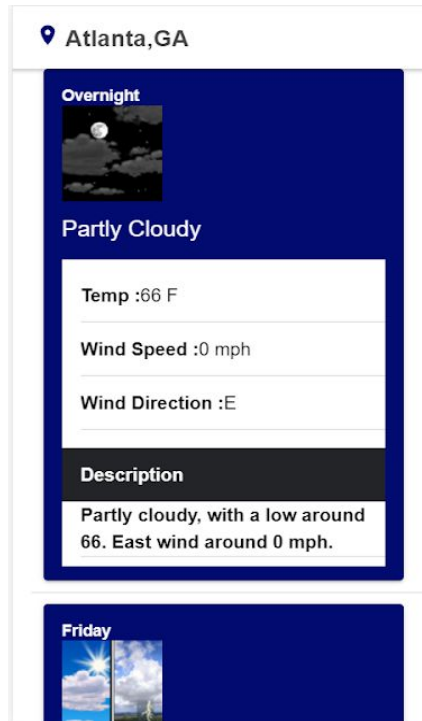 Atlanta,GA
Overnight
Partly Cloudy
Temp :66 F
Wind Speed :0 mph
Wind Direction :E
Description
Partly cloudy, with a low around
66. East wind around 0 mph.
Friday